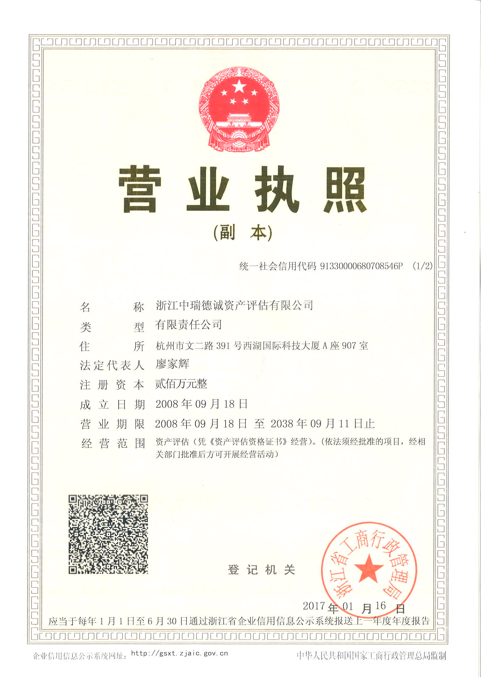 营业执照
(副 本)
统一社会信用代码 91330000680708546P (1/2)
名 称 浙江中瑞德诚资产评估有限公司
类 型 有限责任公司
住 所 杭州市文二路 391 号西湖国际科技大厦 A 座 907 室
法定代表人 廖家辉
注 册 资 本 贰佰万元整
成 立 日 期 2008 年 09 月 18 日
营 业 期 限 2008 年 09 月 18 日 至 2038 年 09 月 11 日止
经 营 范 围 资产评估（凭《资产评估资格证书》经营）。（依法须经批准的项目，经相
关部门批准后方可开展经营活动）
浙江省工商行政管理局
登 记 机 关
2017 年 01 月 16 日
应当于每年 1 月 1 日至 6 月 30 日通过浙江省企业信用信息公示系统报送上一年度年度报告
企业信用信息公示系统网址：http://gsxt.zjaic.gov.cn
中华人民共和国国家工商行政管理总局监制